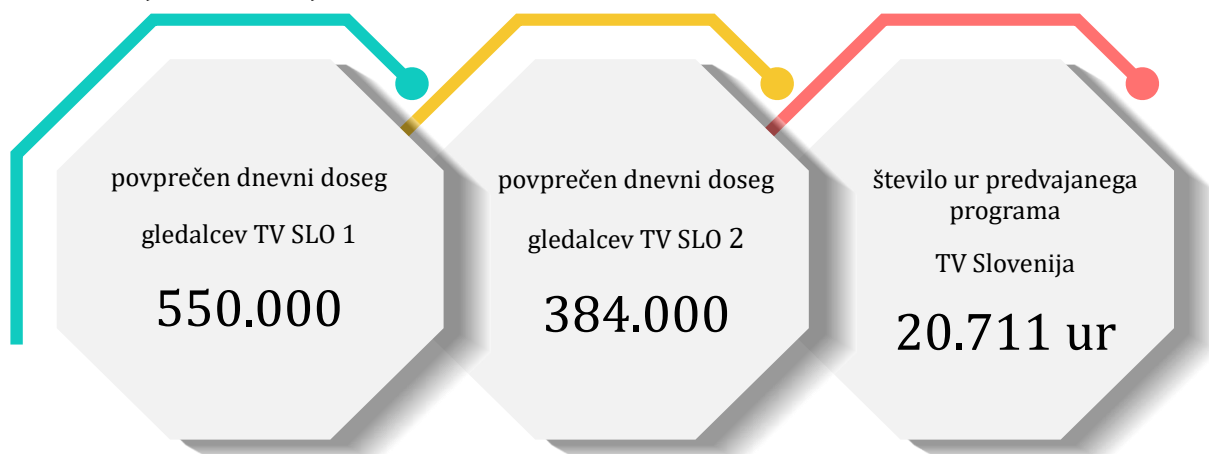 povprečen dnevni doseg
gledalcev TV SLO 1
550.000
povprečen dnevni doseg
gledalcev TV SLO 2
384.000
število ur predvajanega
programa
TV Slovenija
20.711 ur